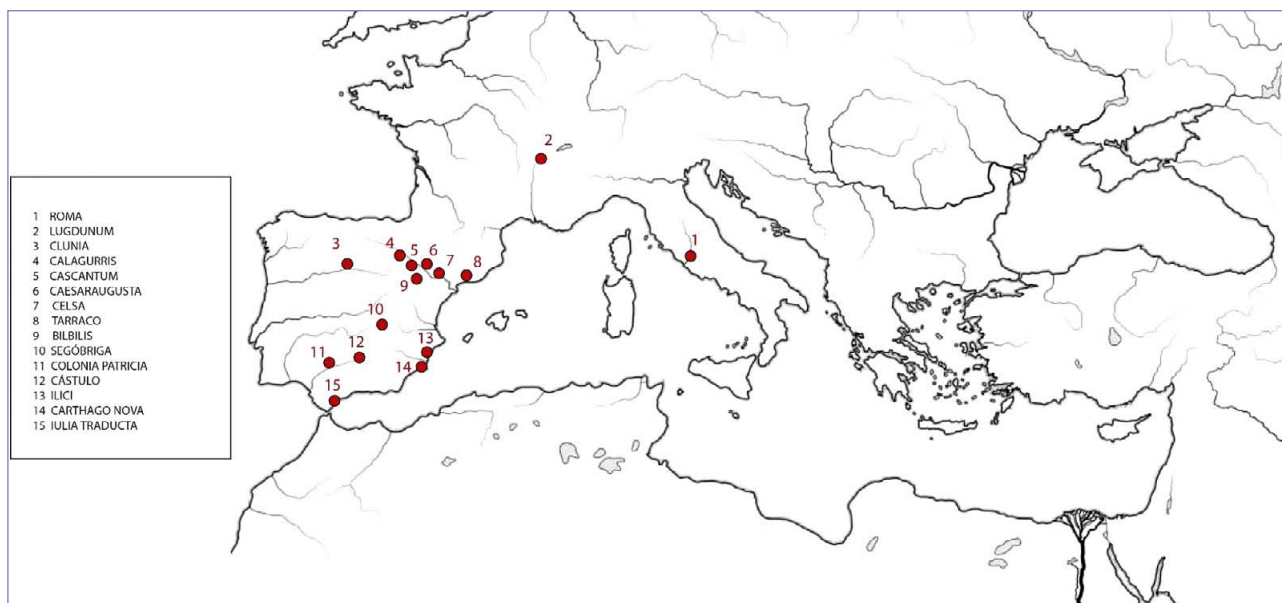 1 ROMA
2 LUGDUNUM
3 CLUNIA
4 CALAGURRIS
5 CASCANTUM
6 CAESARAUGUSTA
7 CELSA
8 TARRACO
9 BILBILIS
10 SEGÓBRIGA
11 COLONIA PATRICIA
12 CÁSTULO
13 ILICI
14 CARTHAGO NOVA
15 IULIA TRADUCTA
2
1
3
4
5
6
7
8
9
10
11
12
13
14
15